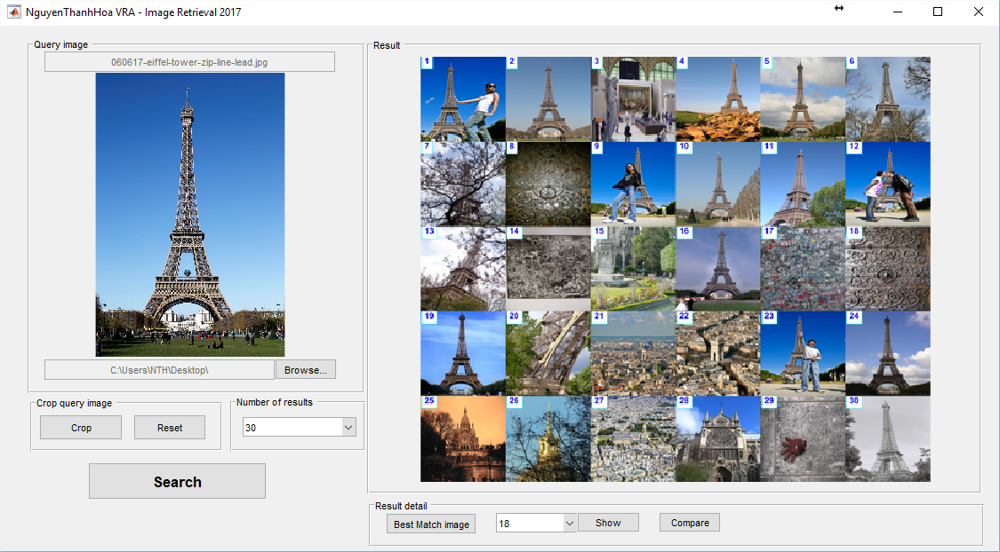 NguyenThanhHoa VRA - Image Retrieval 2017
Query image
060617-eiffel-tower-zip-line-lead.jpg
C:\Users\NTH\Desktop\
Browse...
Crop query image
Crop
Reset
Number of results
30
Search
Result
1 2 3 4 5 6
7 8 9 10 11 12
13 14 15 16 17 18
19 20 21 22 23 24
25 26 27 28 29 30
Result detail
Best Match image
18
Show
Compare